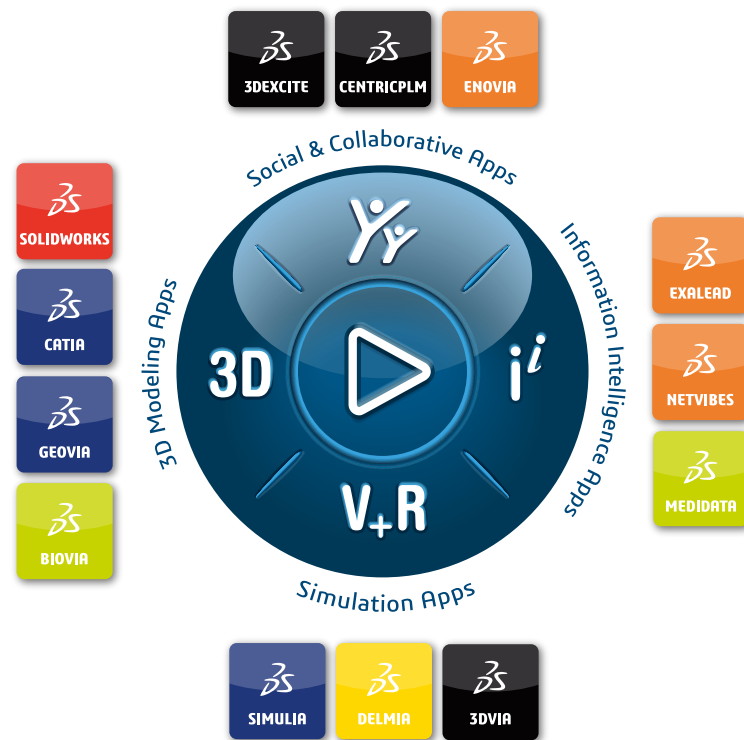 3DEXCITE
CENTRICPLM
ENOVIA
Social & Collaborative Apps
SOLIDWORKS
CATIA
GEOVIA
BIOVIA
3D Modeling Apps
3D
i i
V+R
Information Intelligence Apps
EXALEAD
NETVIBES
MEDIDATA
Simulation Apps
SIMULIA
DELMIA
3DVIA